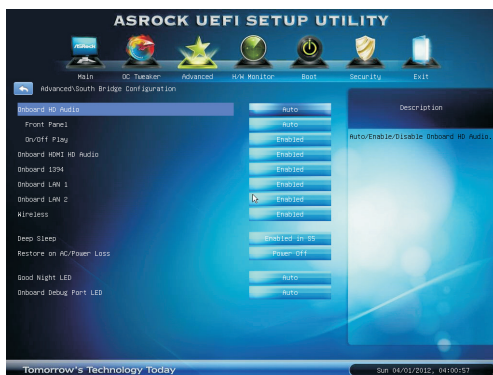 ASROCK UEFI SETUP UTILITY
ASRock
Main OC Tweaker Advanced H/W Monitor Boot Security Exit
Advanced\South Bridge Configuration
Description
Onboard HD Audio Auto
Front Panel Auto
On/Off Play Enabled
Auto/Enable/Disable Onboard HD Audio.
Onboard HDMI HD Audio Enabled
Onboard 1394 Enabled
Onboard LAN 1 Enabled
Onboard LAN 2 Enabled
Wireless Enabled
Deep Sleep Enabled in S5
Restore on AC/Power Loss Power Off
Good Night LED Auto
Onboard Debug Port LED Auto
Tomorrow's Technology Today
Sun 04/01/2012, 04:00:57